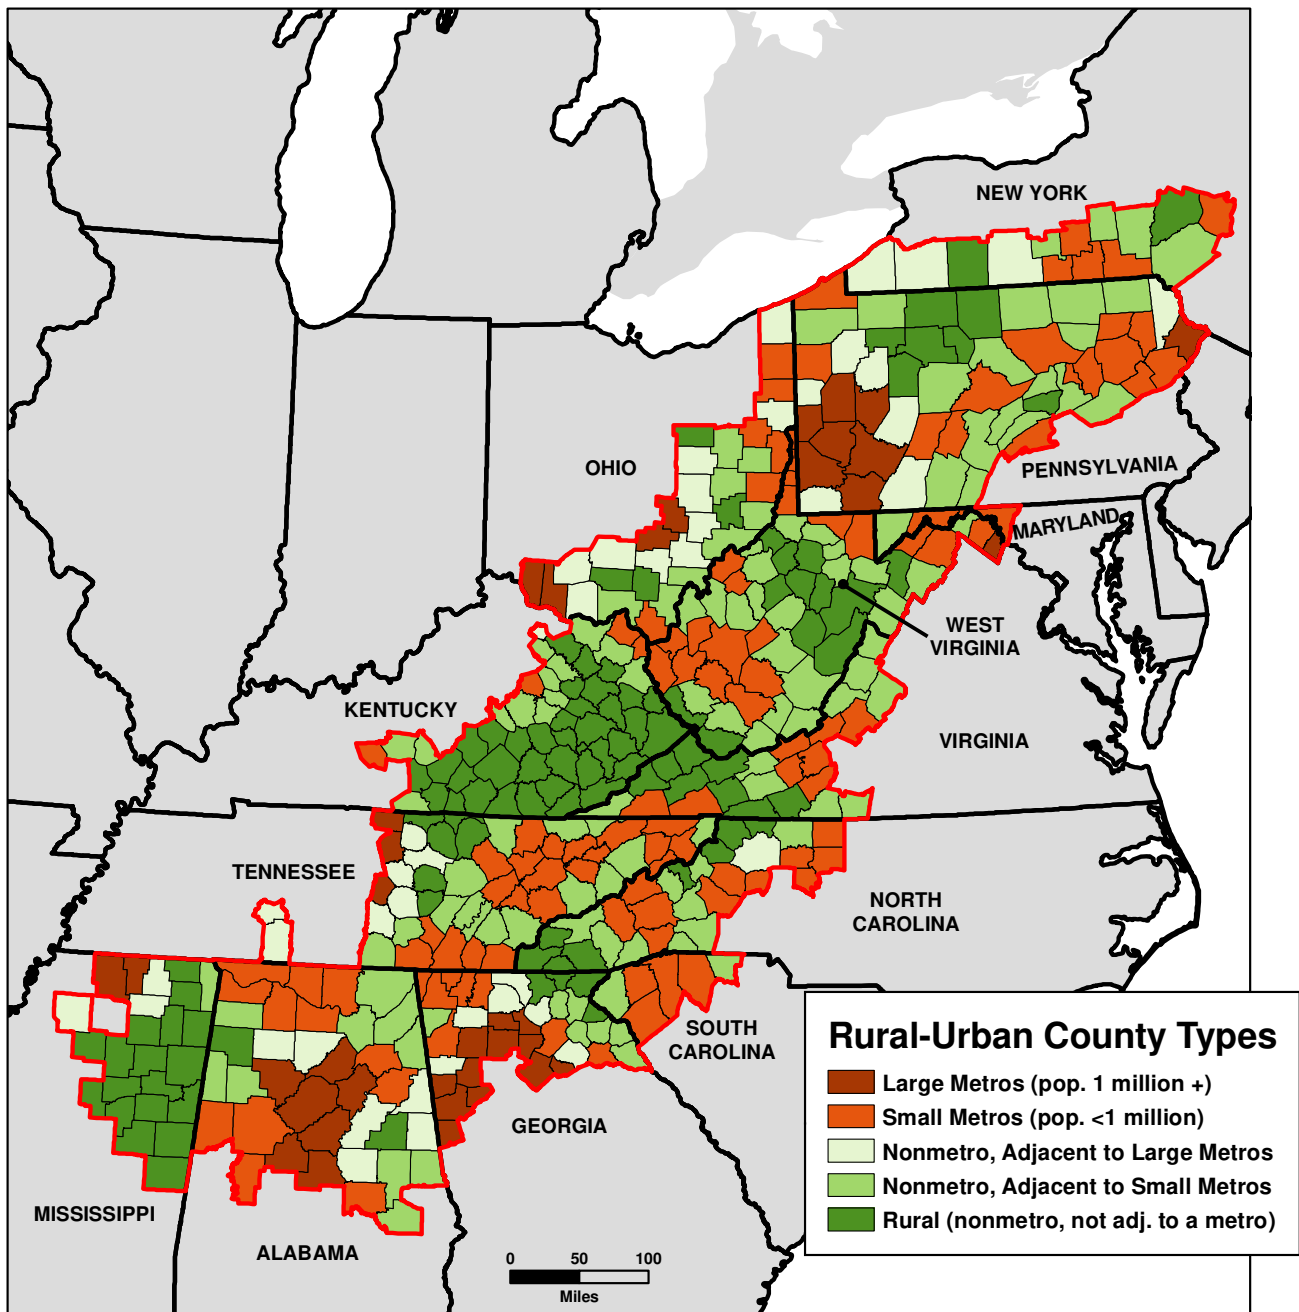 NEW YORK
OHIO
PENNSYLVANIA
MARYLAND
WEST
VIRGINIA
KENTUCKY
VIRGINIA
TENNESSEE
NORTH
CAROLINA
SOUTH
CAROLINA
GEORGIA
MISSISSIPPI
ALABAMA
Rural-Urban County Types
Large Metros (pop. 1 million +)
Small Metros (pop. <1 million)
Nonmetro, Adjacent to Large Metros
Nonmetro, Adjacent to Small Metros
Rural (nonmetro, not adj. to a metro)
0 50 100
Miles